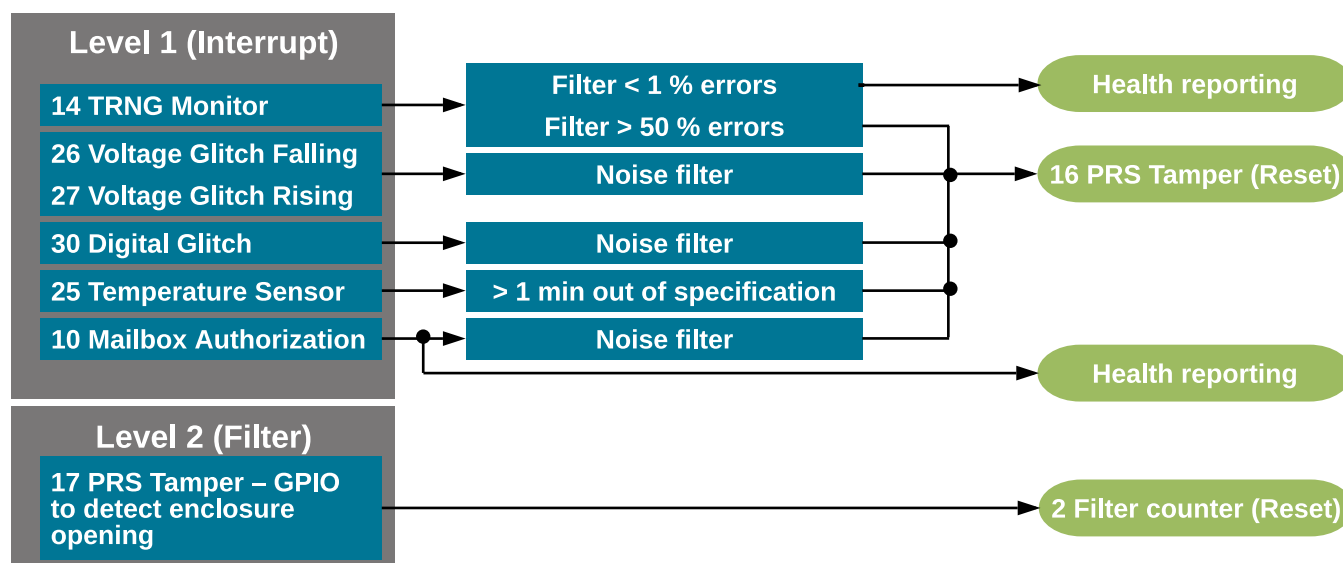 Level 1 (Interrupt)
14 TRNG Monitor
26 Voltage Glitch Falling
27 Voltage Glitch Rising
30 Digital Glitch
25 Temperature Sensor
10 Mailbox Authorization
Filter < 1 % errors
Filter > 50 % errors
Noise filter
Noise filter
> 1 min out of specification
Noise filter
Health reporting
16 PRS Tamper (Reset)
Health reporting
Level 2 (Filter)
17 PRS Tamper – GPIO
to detect enclosure
opening
2 Filter counter (Reset)